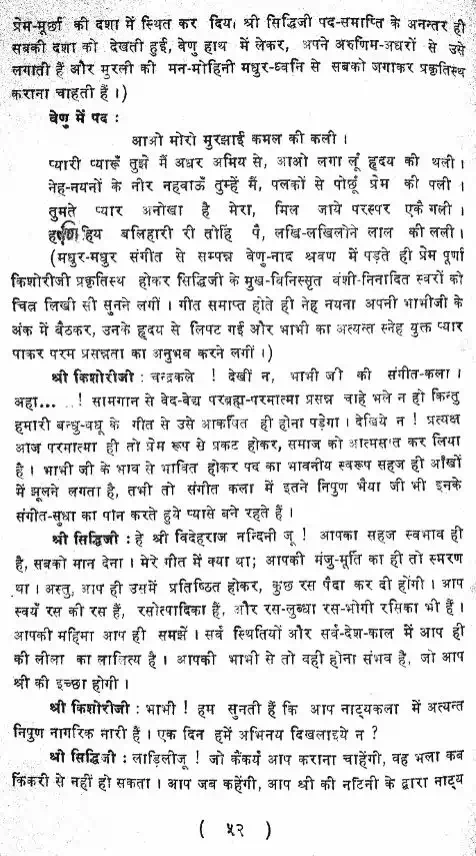 प्रेम-मूर्छा की दशा में स्थित कर दिय। श्री सिद्धिजी पद-समाप्ति के अनन्तर ही
सबकी दशा को देखती हुई, वेणु हाथ में लेकर, अपने अरुणिम-अधरों से उसे
लगाती हैं और मुरली की मन-मोहिनी मधुर-ध्वनि से सबको जगाकर प्रकृतिस्थ
कराना चाहती हैं ।)
वेणु में पद :
आओ मोरी मुरझाई कमल की कली ।
प्यारी प्यारूँ तुझे मैं अधर अमिय से, आओ लगा लूं हृदय की थली ।
नेह-नयनों के नीर नहवाऊँ तुम्हें मैं, पलकों से पोछूं प्रेम की पली ।
तुमते प्यार अनोखा है मेरा, मिल जाये परस्पर एकै गली ।
हर्षण हिय बलिहारी री तोहिं पै, लखि-लखिलोने लाल की लली ।
(मधुर-मधुर संगीत से सम्पन्न वेणु-नाद श्रवण में पड़ते ही प्रेम पूर्णा
किशोरीजी प्रकृतिस्थ होकर सिद्धिजी के मुख-विनिस्सृत वंशी-निनादित स्वरों को
चित्र लिखी सी सुनने लगीं । गीत समाप्त होते ही नेह नयना अपनी भाभीजी के
अंक में बैठकर, उनके हृदय से लिपट गई और भाभी का अत्यन्त स्नेह युक्त प्यार
पाकर परम प्रसन्नता का अनुभव करने लगीं ।)
श्री किशोरीजी : चन्द्रकले ! देखीं न, भाभी जी की संगीत-कला ।
अहा... ..! सामगान से वेद-वेद्य परब्रह्म-परमात्मा प्रसन्न चाहे भले न हो किन्तु
हमारी बन्धु-वधू के गीत से उसे आकर्षित ही होना पड़ेगा । देखिये न ! प्रत्यक्ष
आज परमात्मा ही तो प्रेम रूप से प्रकट होकर, समाज को आत्मसात कर लिया
है । भाभी जी के भाव से भावित होकर पद का भावनीय स्वरूप सहज ही आँखों
में झूलने लगता है, तभी तो संगीत कला में इतने निपुण भैया जी भी इनके
संगीत-सुधा का पान करते हुये प्यासे बने रहते हैं ।
श्री सिद्धिजी : हे श्री विदेहराज नन्दिनी जू ! आपका सहज स्वभाव ही
है, सबको मान देना । मेरे गीत में क्या था; आपकी मंजु-मूर्ति का ही तो स्मरण
था । अस्तु, आप ही उसमें प्रतिष्ठित होकर, कुछ रस पैदा कर दी होंगी । आप
स्वयं रस की रस हैं, रसोत्पादिका हैं, और रस-लुब्धा रस-भोगी रसिका भी हैं ।
आपकी महिमा आप ही समझें । सर्व स्थितियों और सर्व-देश-काल में आप ही
की लीला का लालित्य है । आपकी भाभी से तो वही होना संभव है, जो आप
श्री की इच्छा होगी ।
श्री किशोरीजी : भाभी ! हम सुनती हैं कि आप नाट्यकला में अत्यन्त
निपुण नागरिक नारी हैं । एक दिन हमें अभिनय दिखलाइये न ?
श्री सिद्धिजी : लाड़िलीजू ! जो कैंकर्य आप कराना चाहेंगी, वह भला कब
किंकरी से नहीं हो सकता । आप जब कहेंगी, आप श्री की नटिनी के द्वारा नाट्य
( ५२ )